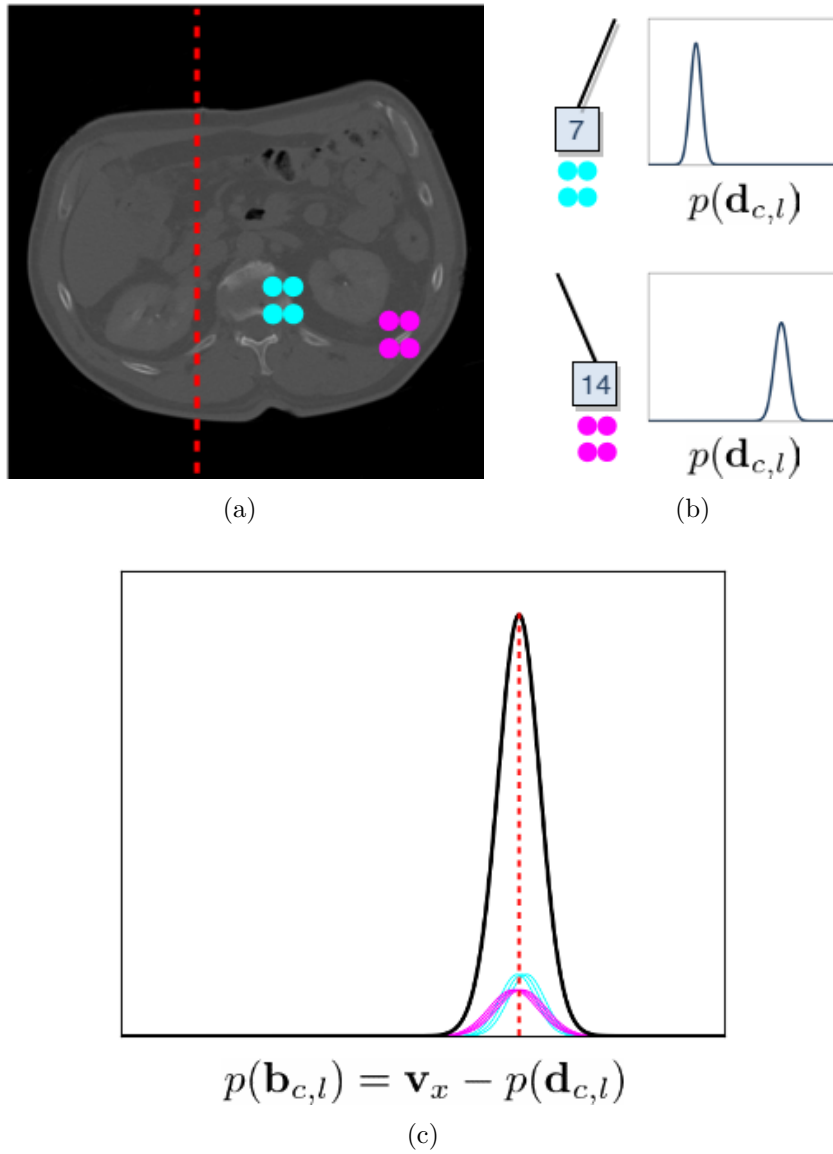 7
p(d_{c,l})
14
p(d_{c,l})
(a)
(b)
p(b_{c,l}) = v_x − p(d_{c,l})
(c)